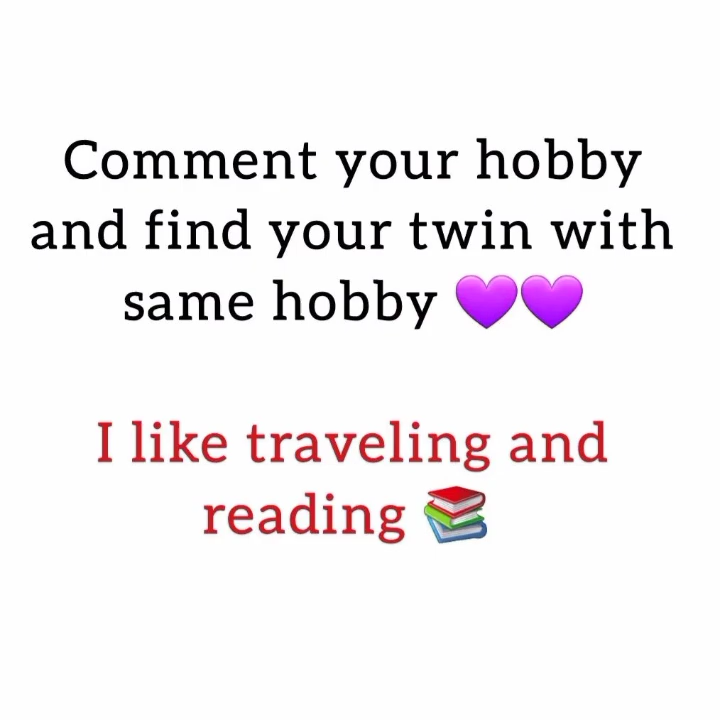 Comment your hobby
and find your twin with
same hobby 💜💜
I like traveling and
reading 📚